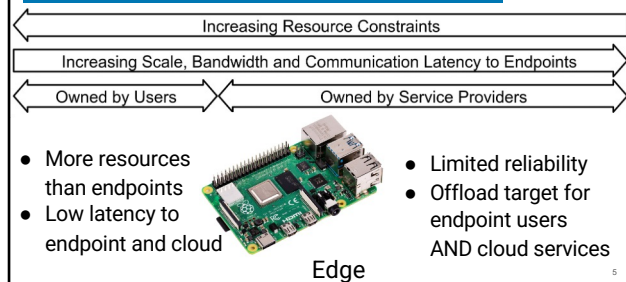 Increasing Resource Constraints
Increasing Scale, Bandwidth and Communication Latency to Endpoints
Owned by Users
Owned by Service Providers
● More resources
than endpoints
● Low latency to
endpoint and cloud
● Limited reliability
● Offload target for
endpoint users
AND cloud services
Edge
5